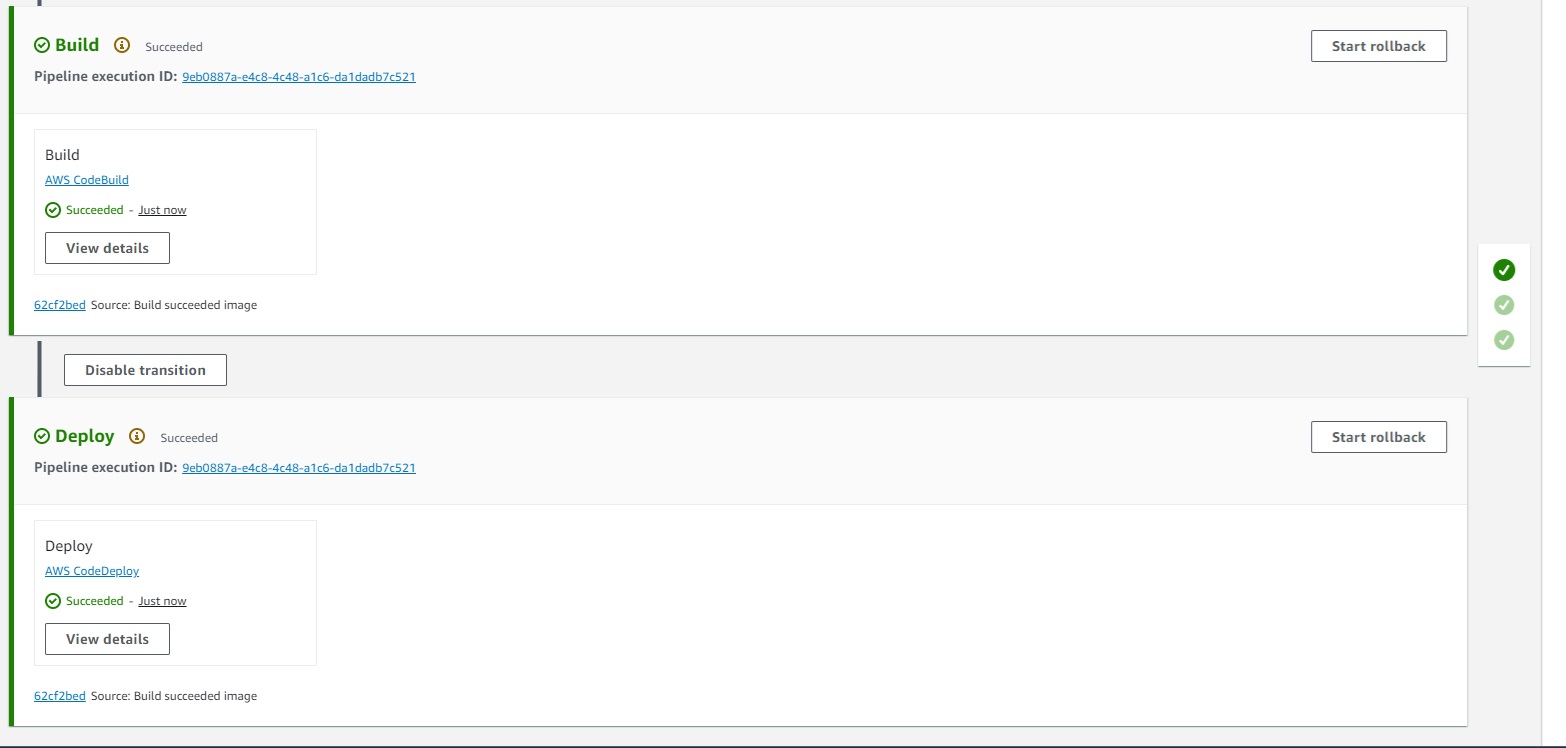 Build Succeeded Start rollback
Pipeline execution ID: 9eb0887a-e4c8-4c48-a1c6-da1dadb7c521
Build
AWS CodeBuild
Succeeded - Just now
View details
62cf2bed Source: Build succeeded image
Disable transition
Deploy Succeeded Start rollback
Pipeline execution ID: 9eb0887a-e4c8-4c48-a1c6-da1dadb7c521
Deploy
AWS CodeDeploy
Succeeded - Just now
View details
62cf2bed Source: Build succeeded image